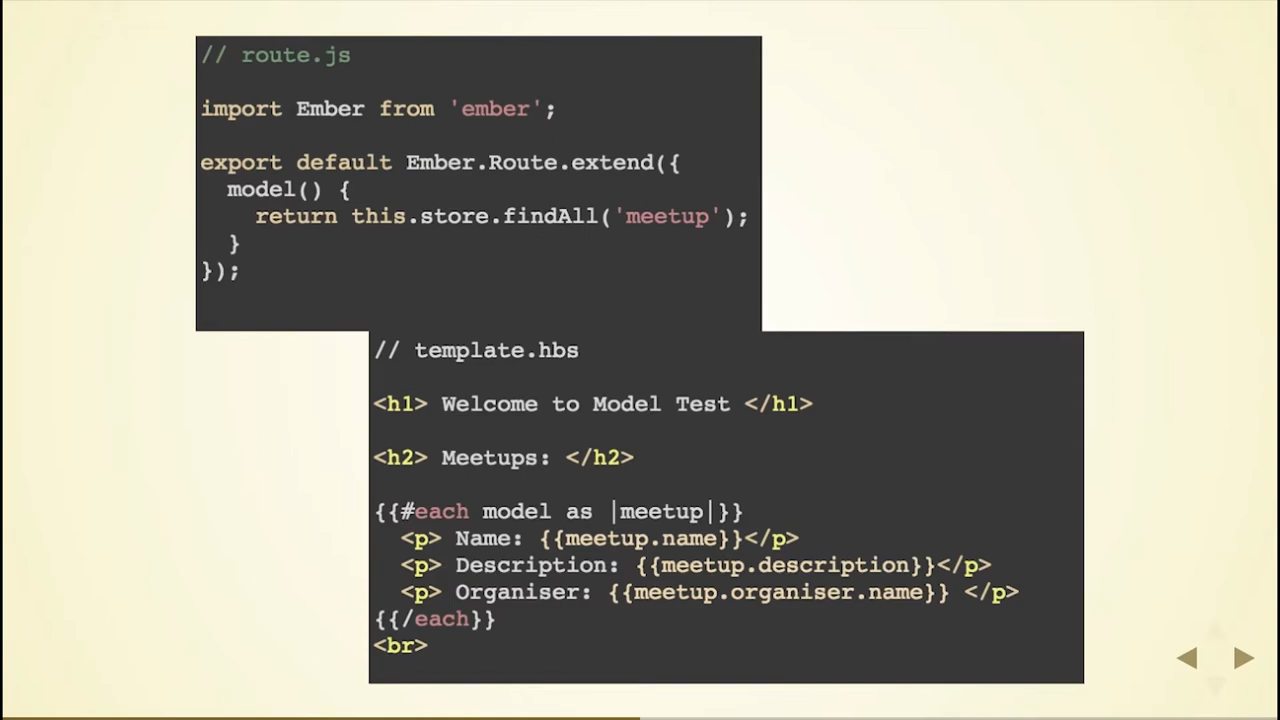 // route.js
import Ember from 'ember';
export default Ember.Route.extend({
  model() {
    return this.store.findAll('meetup');
  }
});
// template.hbs
<h1> Welcome to Model Test </h1>
<h2> Meetups: </h2>
{{#each model as |meetup|}}
  <p> Name: {{meetup.name}}</p>
  <p> Description: {{meetup.description}}</p>
  <p> Organiser: {{meetup.organiser.name}} </p>
{{/each}}
<br>